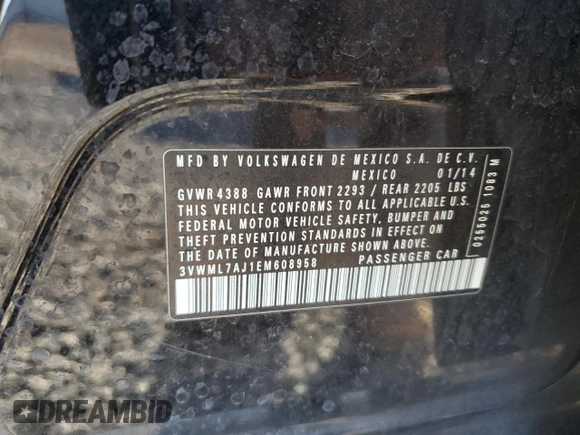 MFD BY VOLKSWAGEN DE MEXICO S.A. DE C.V.
MEXICO 01/14
GVWR 4388 GAWR FRONT 2293 / REAR 2205 LBS
THIS VEHICLE CONFORMS TO ALL APPLICABLE U.S.
FEDERAL MOTOR VEHICLE SAFETY, BUMPER AND
THEFT PREVENTION STANDARDS IN EFFECT ON
THE DATE OF MANUFACTURE SHOWN ABOVE.
3VWML7AJ1EM608958 PASSENGER CAR
0255025 1083 M
DREAMBID